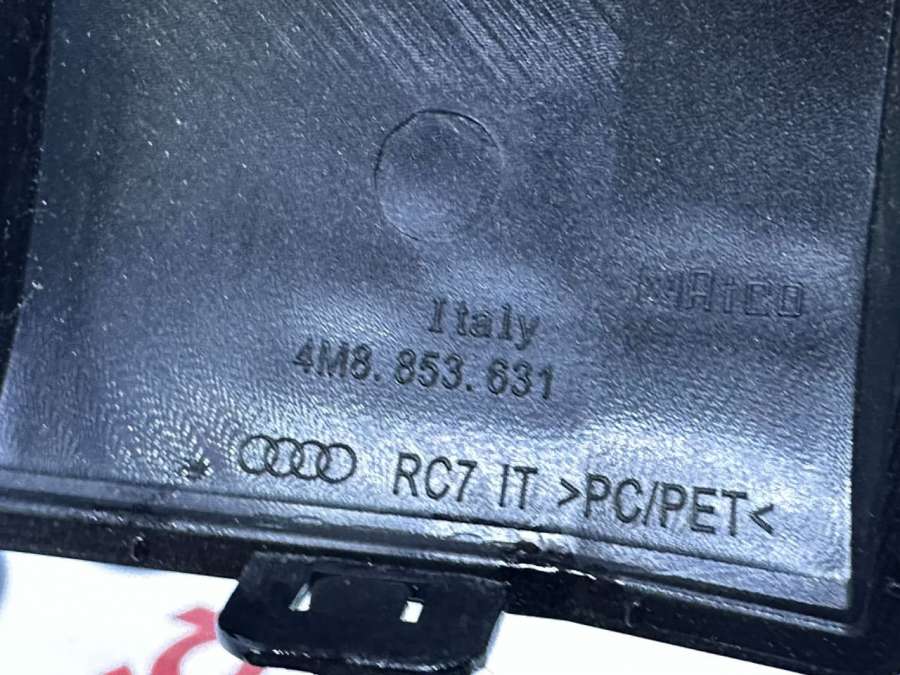 Italy
4M8. 853. 631
RC7 IT >PC/PET<